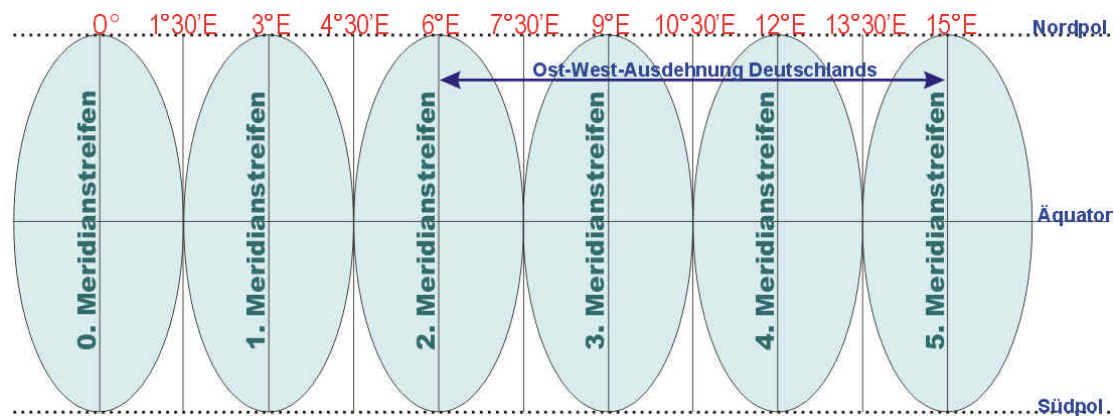 0° 1°30'E 3°E 4°30'E 6°E 7°30'E 9°E 10°30'E 12°E 13°30'E 15°E
Nordpol
Ost-West-Ausdehnung Deutschlands
0. Meridianstreifen
1. Meridianstreifen
2. Meridianstreifen
3. Meridianstreifen
4. Meridianstreifen
5. Meridianstreifen
Äquator
Südpol